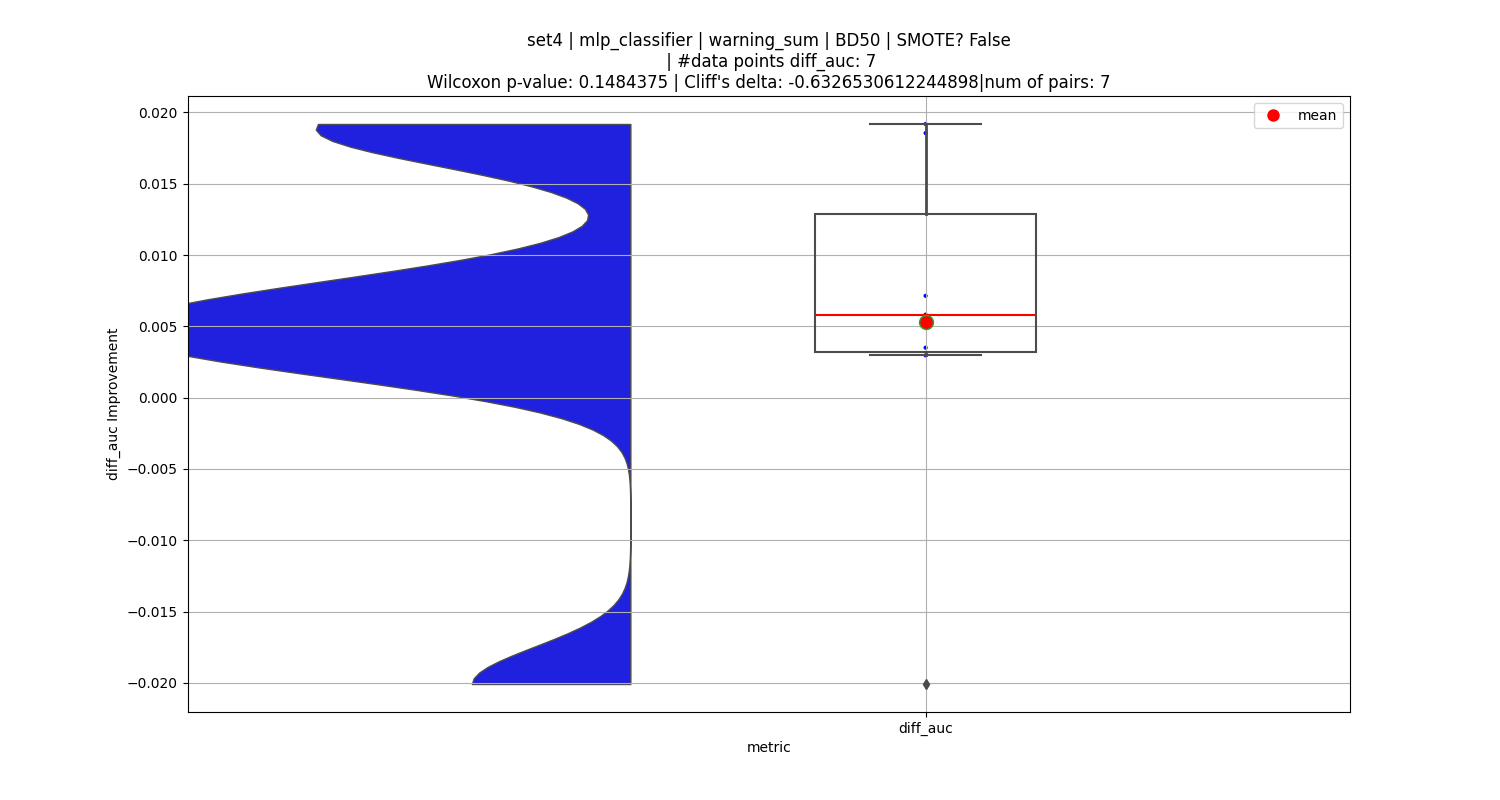 set4 | mlp_classifier | warning_sum | BD50 | SMOTE? False
| #data points diff_auc: 7
Wilcoxon p-value: 0.1484375 | Cliff's delta: -0.6326530612244898|num of pairs: 7
mean
0.020
0.015
0.010
0.005
0.000
−0.005
−0.010
−0.015
−0.020
diff_auc Improvement
diff_auc
metric